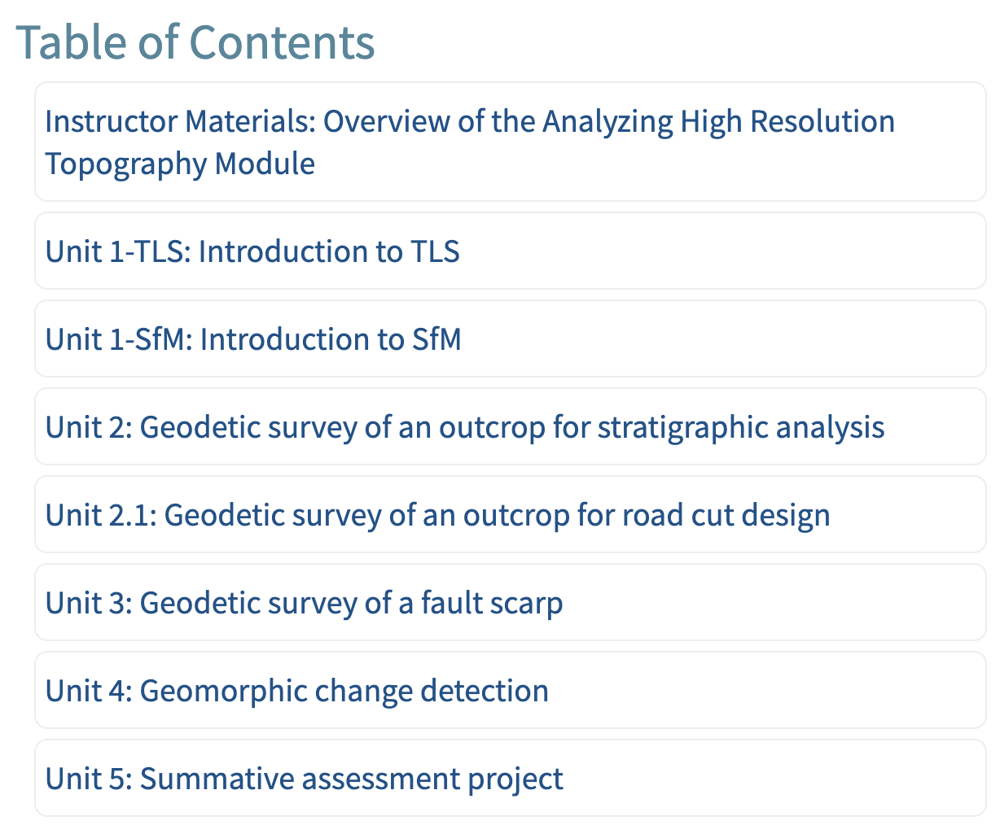 Table of Contents
Instructor Materials: Overview of the Analyzing High Resolution
Topography Module
Unit 1-TLS: Introduction to TLS
Unit 1-SfM: Introduction to SfM
Unit 2: Geodetic survey of an outcrop for stratigraphic analysis
Unit 2.1: Geodetic survey of an outcrop for road cut design
Unit 3: Geodetic survey of a fault scarp
Unit 4: Geomorphic change detection
Unit 5: Summative assessment project